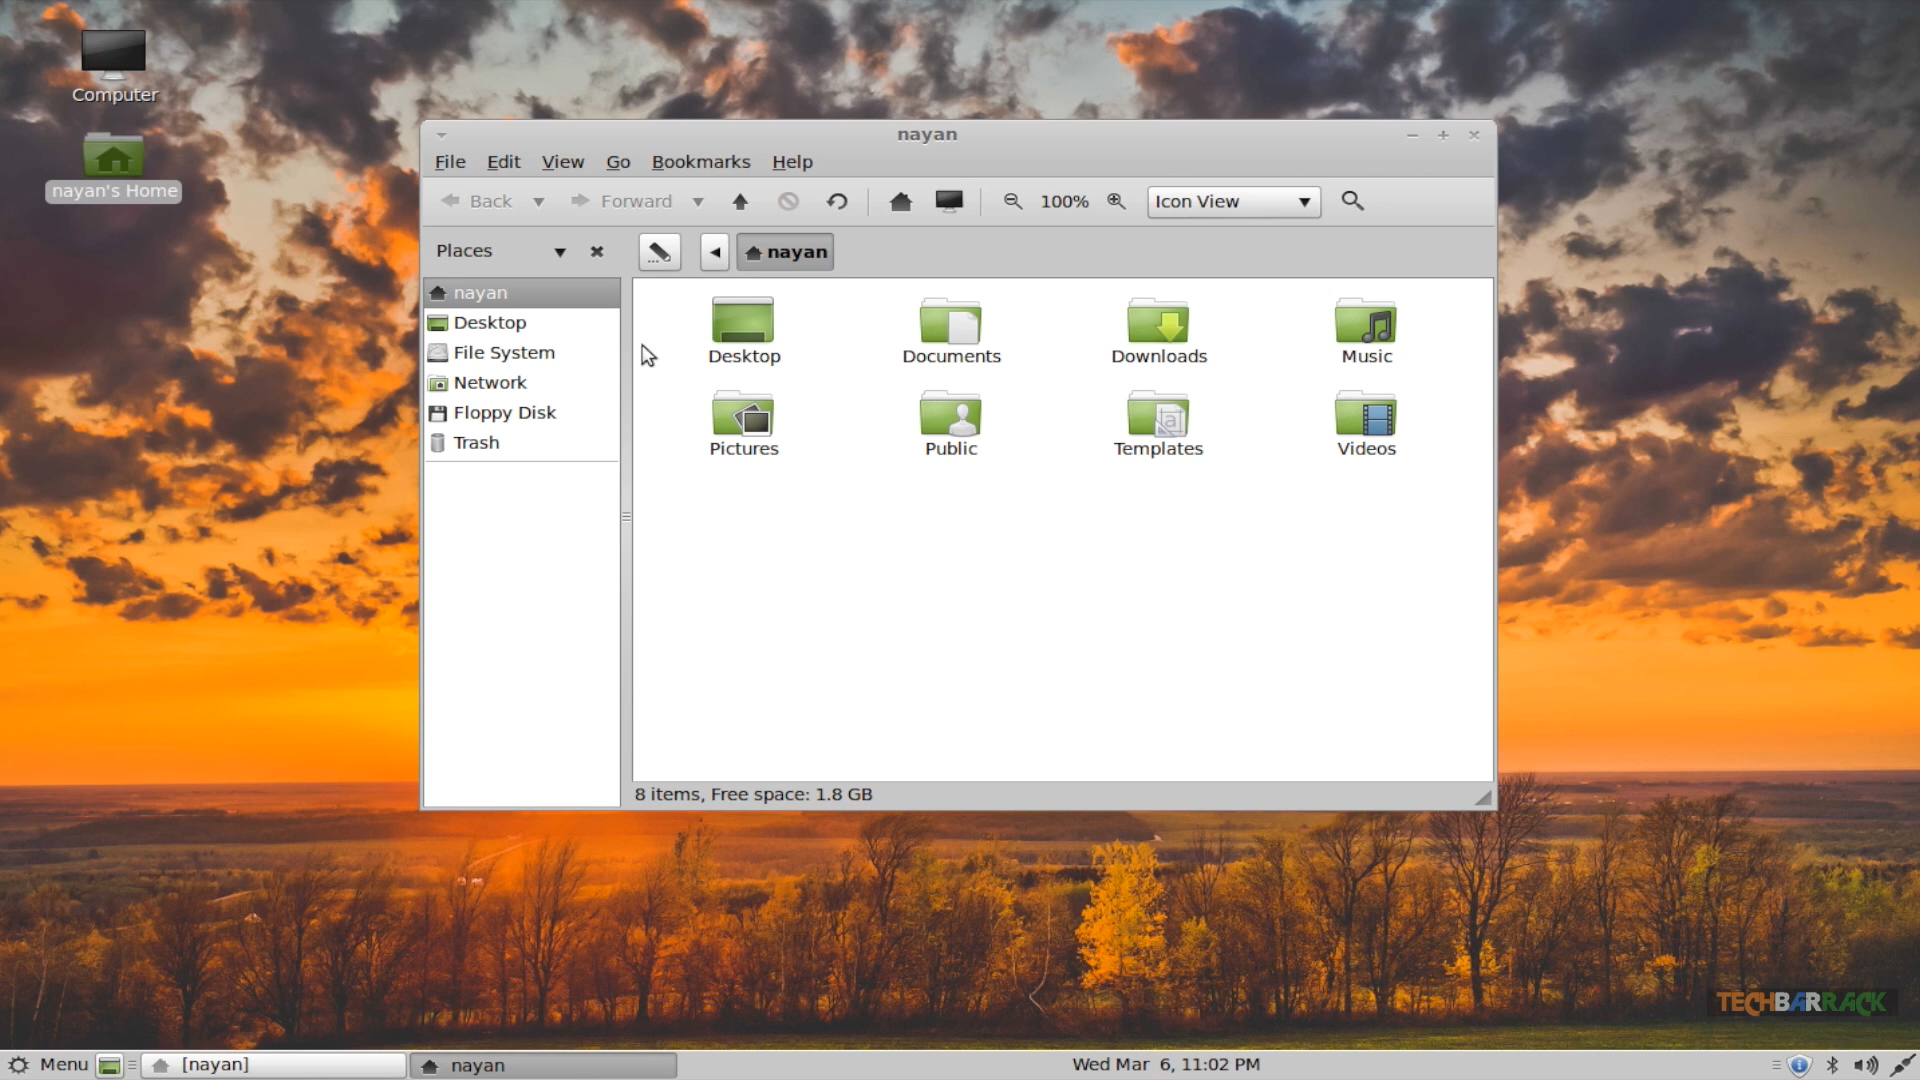 Computer
nayan's Home
nayan
File Edit View Go Bookmarks Help
Back Forward 100% Icon View
Places nayan
nayan
Desktop
File System
Network
Floppy Disk
Trash
Desktop Documents Downloads Music
Pictures Public Templates Videos
8 items, Free space: 1.8 GB
TECHBARRACK
Menu [nayan] nayan Wed Mar 6, 11:02 PM